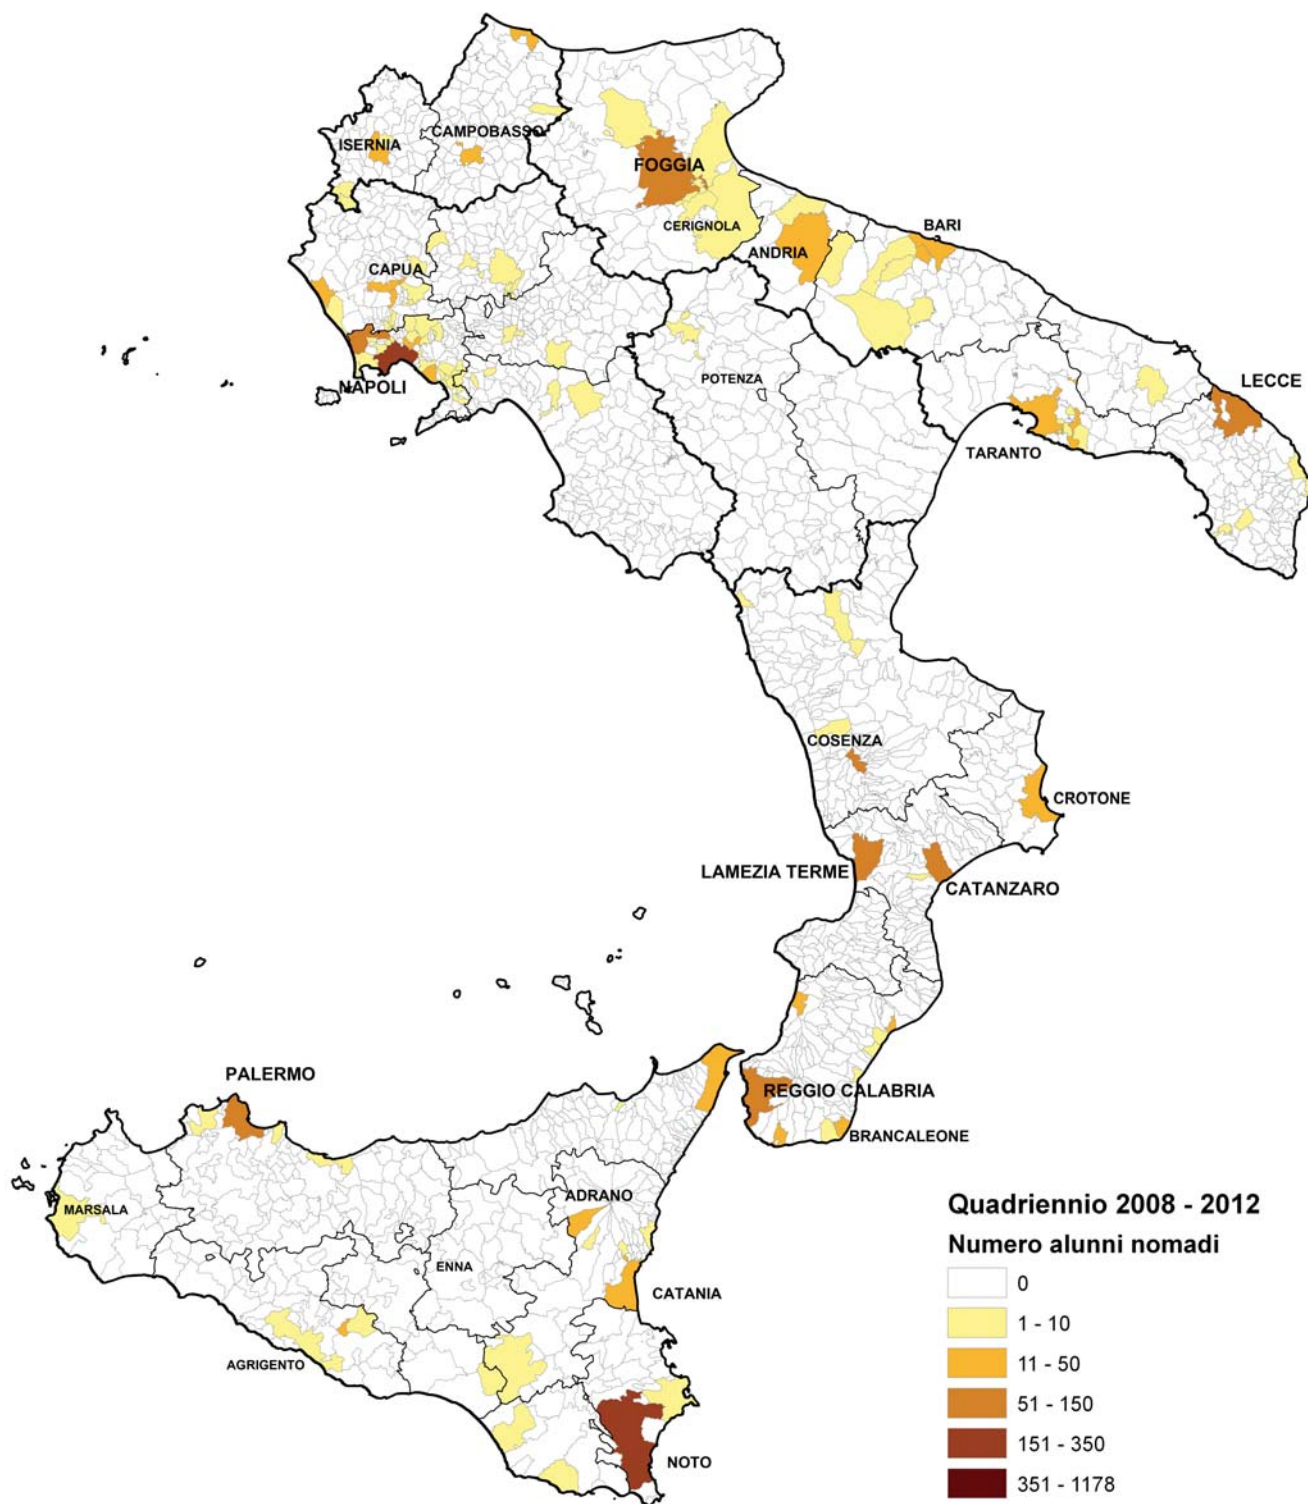 CAMPOBASSO
ISERNIA
FOGGIA
CERIGNOLA
BARI
ANDRIA
CAPUA
POTENZA
NAPOLI
LECCE
TARANTO
COSENZA
CROTONE
LAMEZIA TERME
CATANZARO
PALERMO
REGGIO CALABRIA
BRANCALEONE
ADRANO
MARSALA
ENNA
CATANIA
AGRIGENTO
NOTO
Quadriennio 2008 - 2012
Numero alunni nomadi
0
1 - 10
11 - 50
51 - 150
151 - 350
351 - 1178